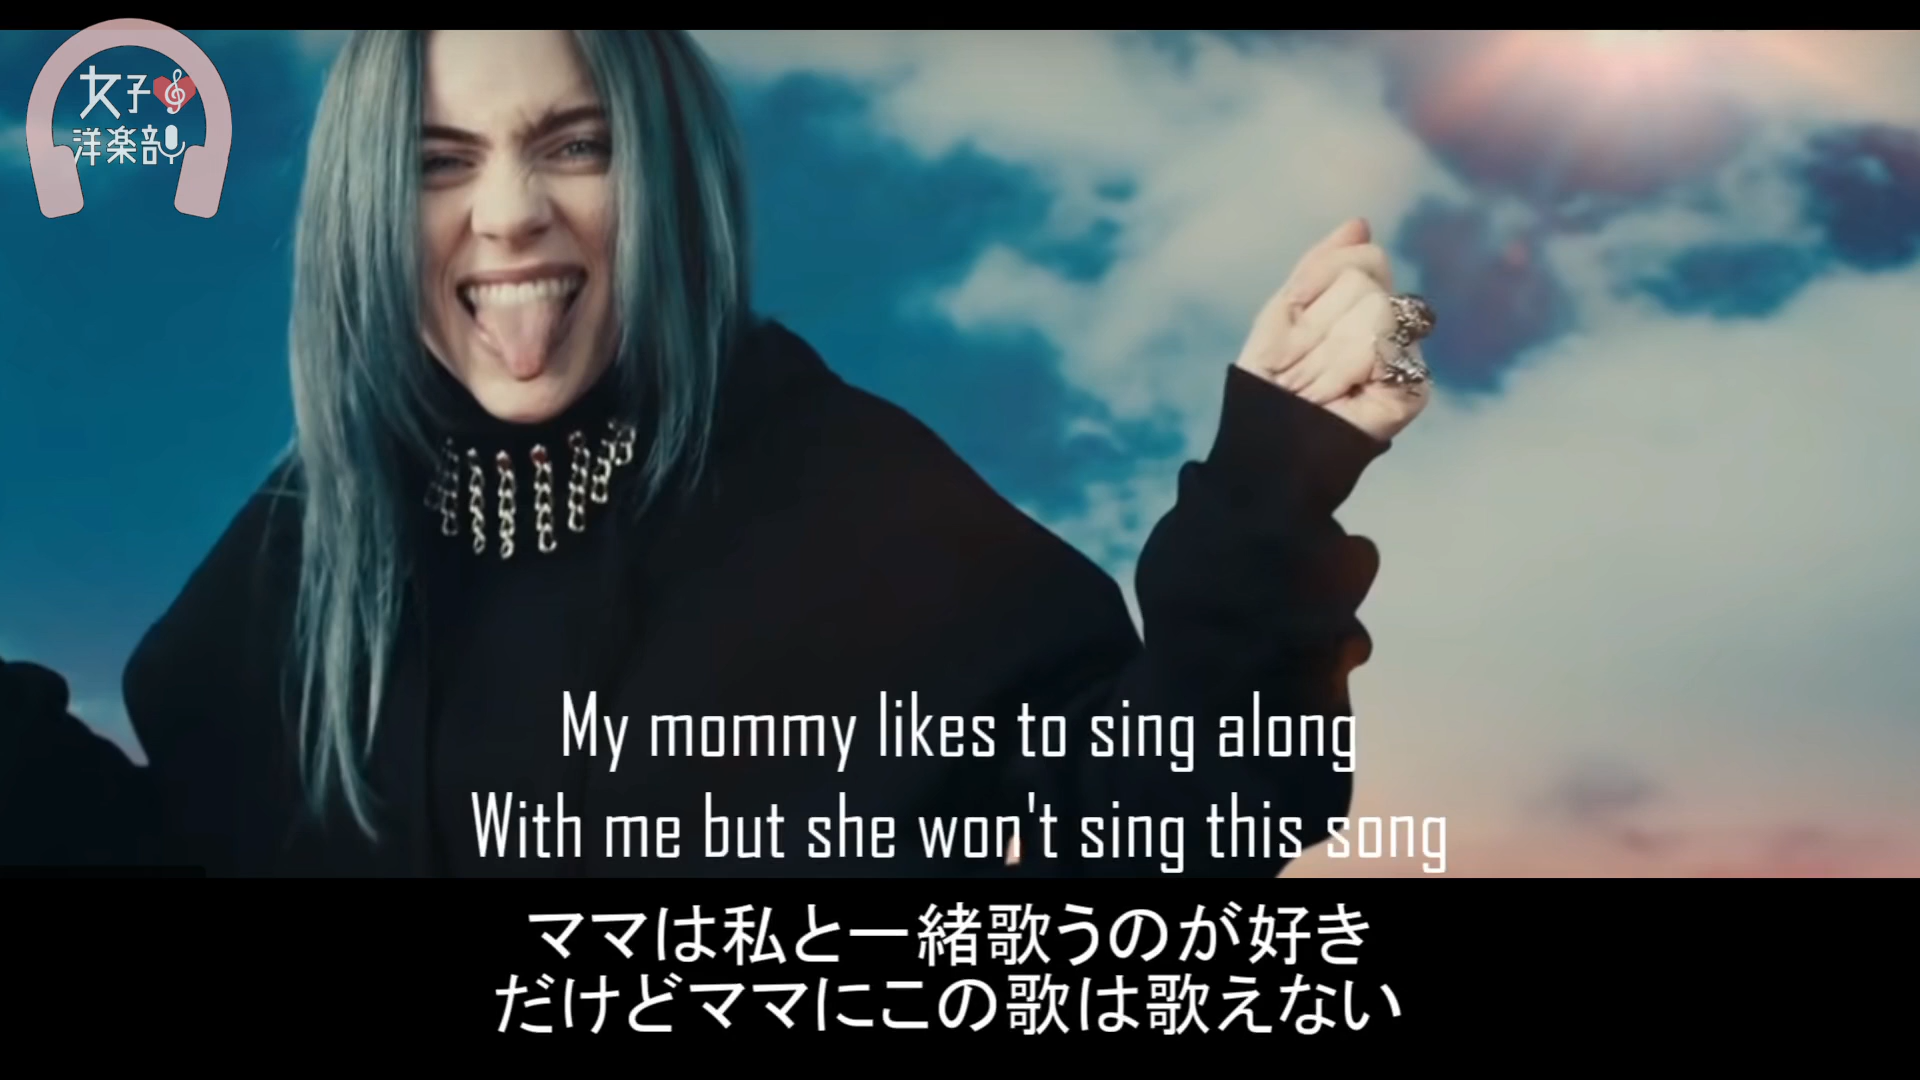 女子
洋楽部
My mommy likes to sing along
With me but she won't sing this song
ママは私と一緒歌うのが好き
だけどママにこの歌は歌えない